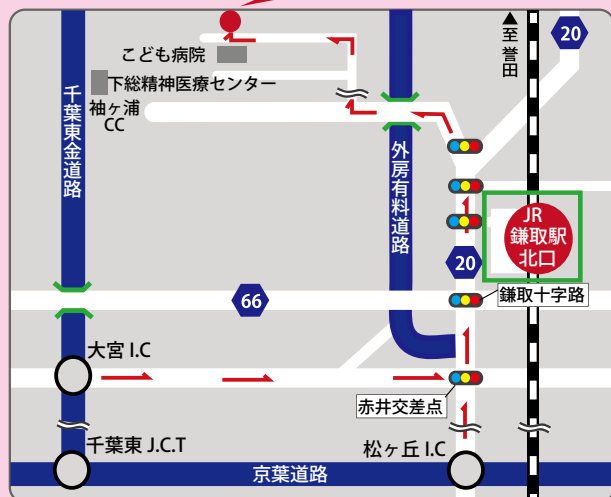 ▲至 誉田
20
こども病院
下総精神医療センター
袖ヶ浦
CC
千葉東金道路
外房有料道路
JR
鎌取駅
北口
20
鎌取十字路
66
大宮 I.C
赤井交差点
千葉東 J.C.T
松ヶ丘 I.C
京葉道路